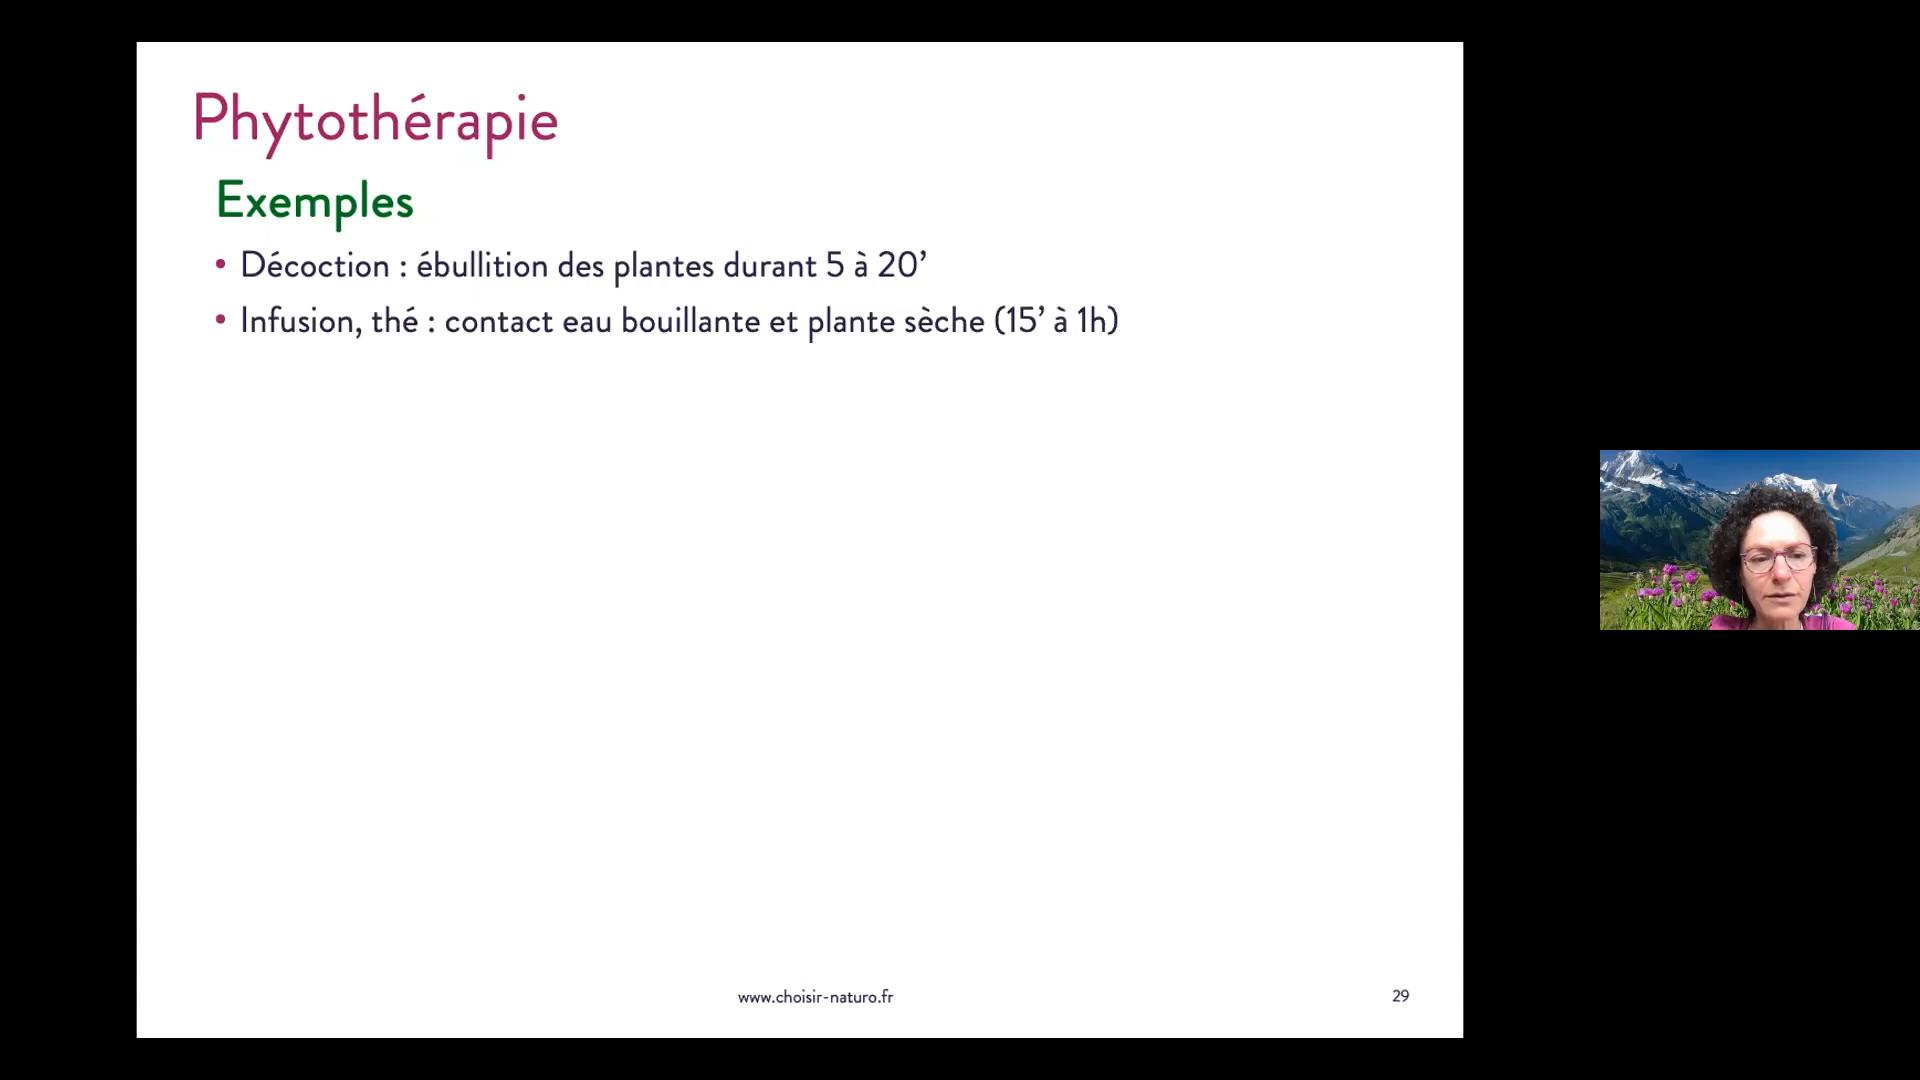 Phytothérapie
Exemples
• Décoction : ébullition des plantes durant 5 à 20’
• Infusion, thé : contact eau bouillante et plante sèche (15’ à 1h)
www.choisir-naturo.fr
29